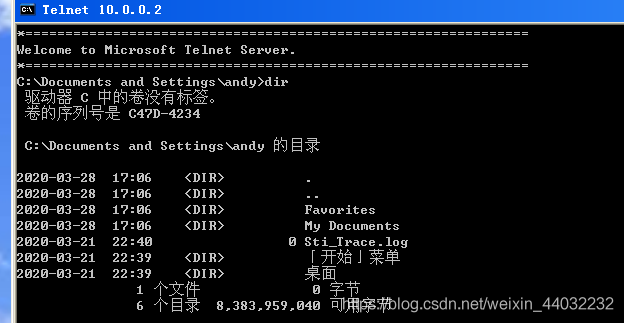 Telnet 10.0.0.2
*===============================================================
Welcome to Microsoft Telnet Server.
*===============================================================
C:\Documents and Settings\andy>dir
驱动器 C 中的卷没有标签。
卷的序列号是 C47D-4234
C:\Documents and Settings\andy 的目录
2020-03-28 17:06 <DIR> .
2020-03-28 17:06 <DIR> ..
2020-03-28 17:06 <DIR> Favorites
2020-03-28 17:06 <DIR> My Documents
2020-03-21 22:40 0 Sti_Trace.log
2020-03-21 22:39 <DIR> 「开始」菜单
2020-03-21 22:39 <DIR> 桌面
1 个文件 0 字节
6 个目录 8,383,959,040 可用字节
https://blog.csdn.net/weixin_44032232